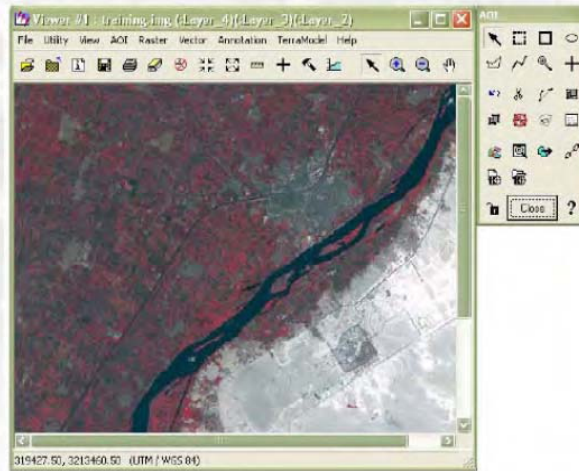 Viewer #1 : training.img (:Layer_4)(:Layer_3)(:Layer_2)
File Utility View AOI Raster Vector Annotation TerraModel Help
319427.50, 3213460.50 (UTM / WGS 84)
AOI
Close ?